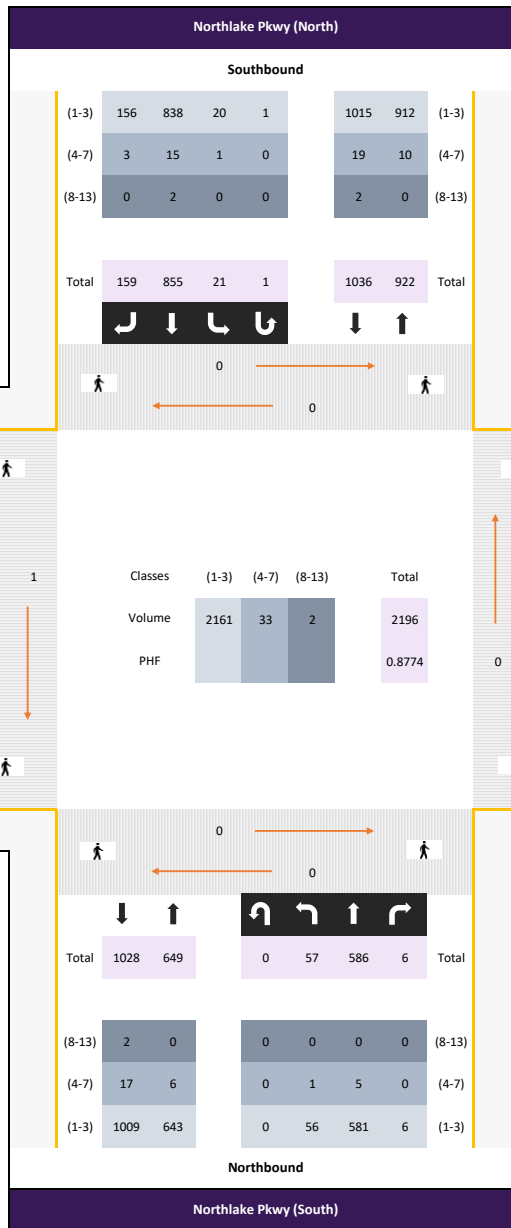 Northlake Pkwy (North)
Southbound
(1-3) 156 838 20 1 1015 912 (1-3)
(4-7) 3 15 1 0 19 10 (4-7)
(8-13) 0 2 0 0 2 0 (8-13)
Total 159 855 21 1 1036 922 Total
0
0
1
Classes (1-3) (4-7) (8-13) Total
Volume 2161 33 2 2196
PHF 0.8774
0
0
0
Total 1028 649 0 57 586 6 Total
(8-13) 2 0 0 0 0 0 (8-13)
(4-7) 17 6 0 1 5 0 (4-7)
(1-3) 1009 643 0 56 581 6 (1-3)
Northbound
Northlake Pkwy (South)